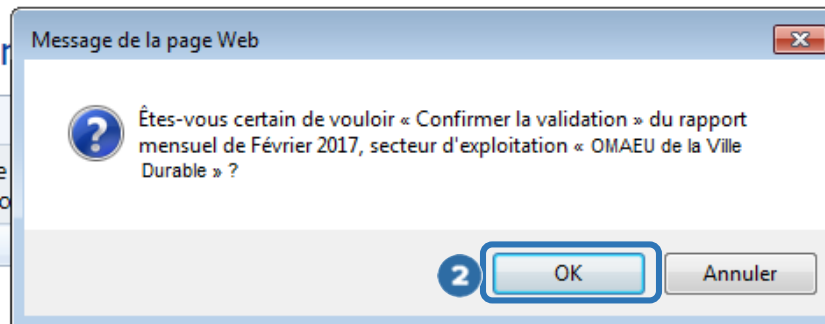 Message de la page Web
Êtes-vous certain de vouloir « Confirmer la validation » du rapport
mensuel de Février 2017, secteur d'exploitation « OMAEU de la Ville
Durable » ?
2
OK
Annuler